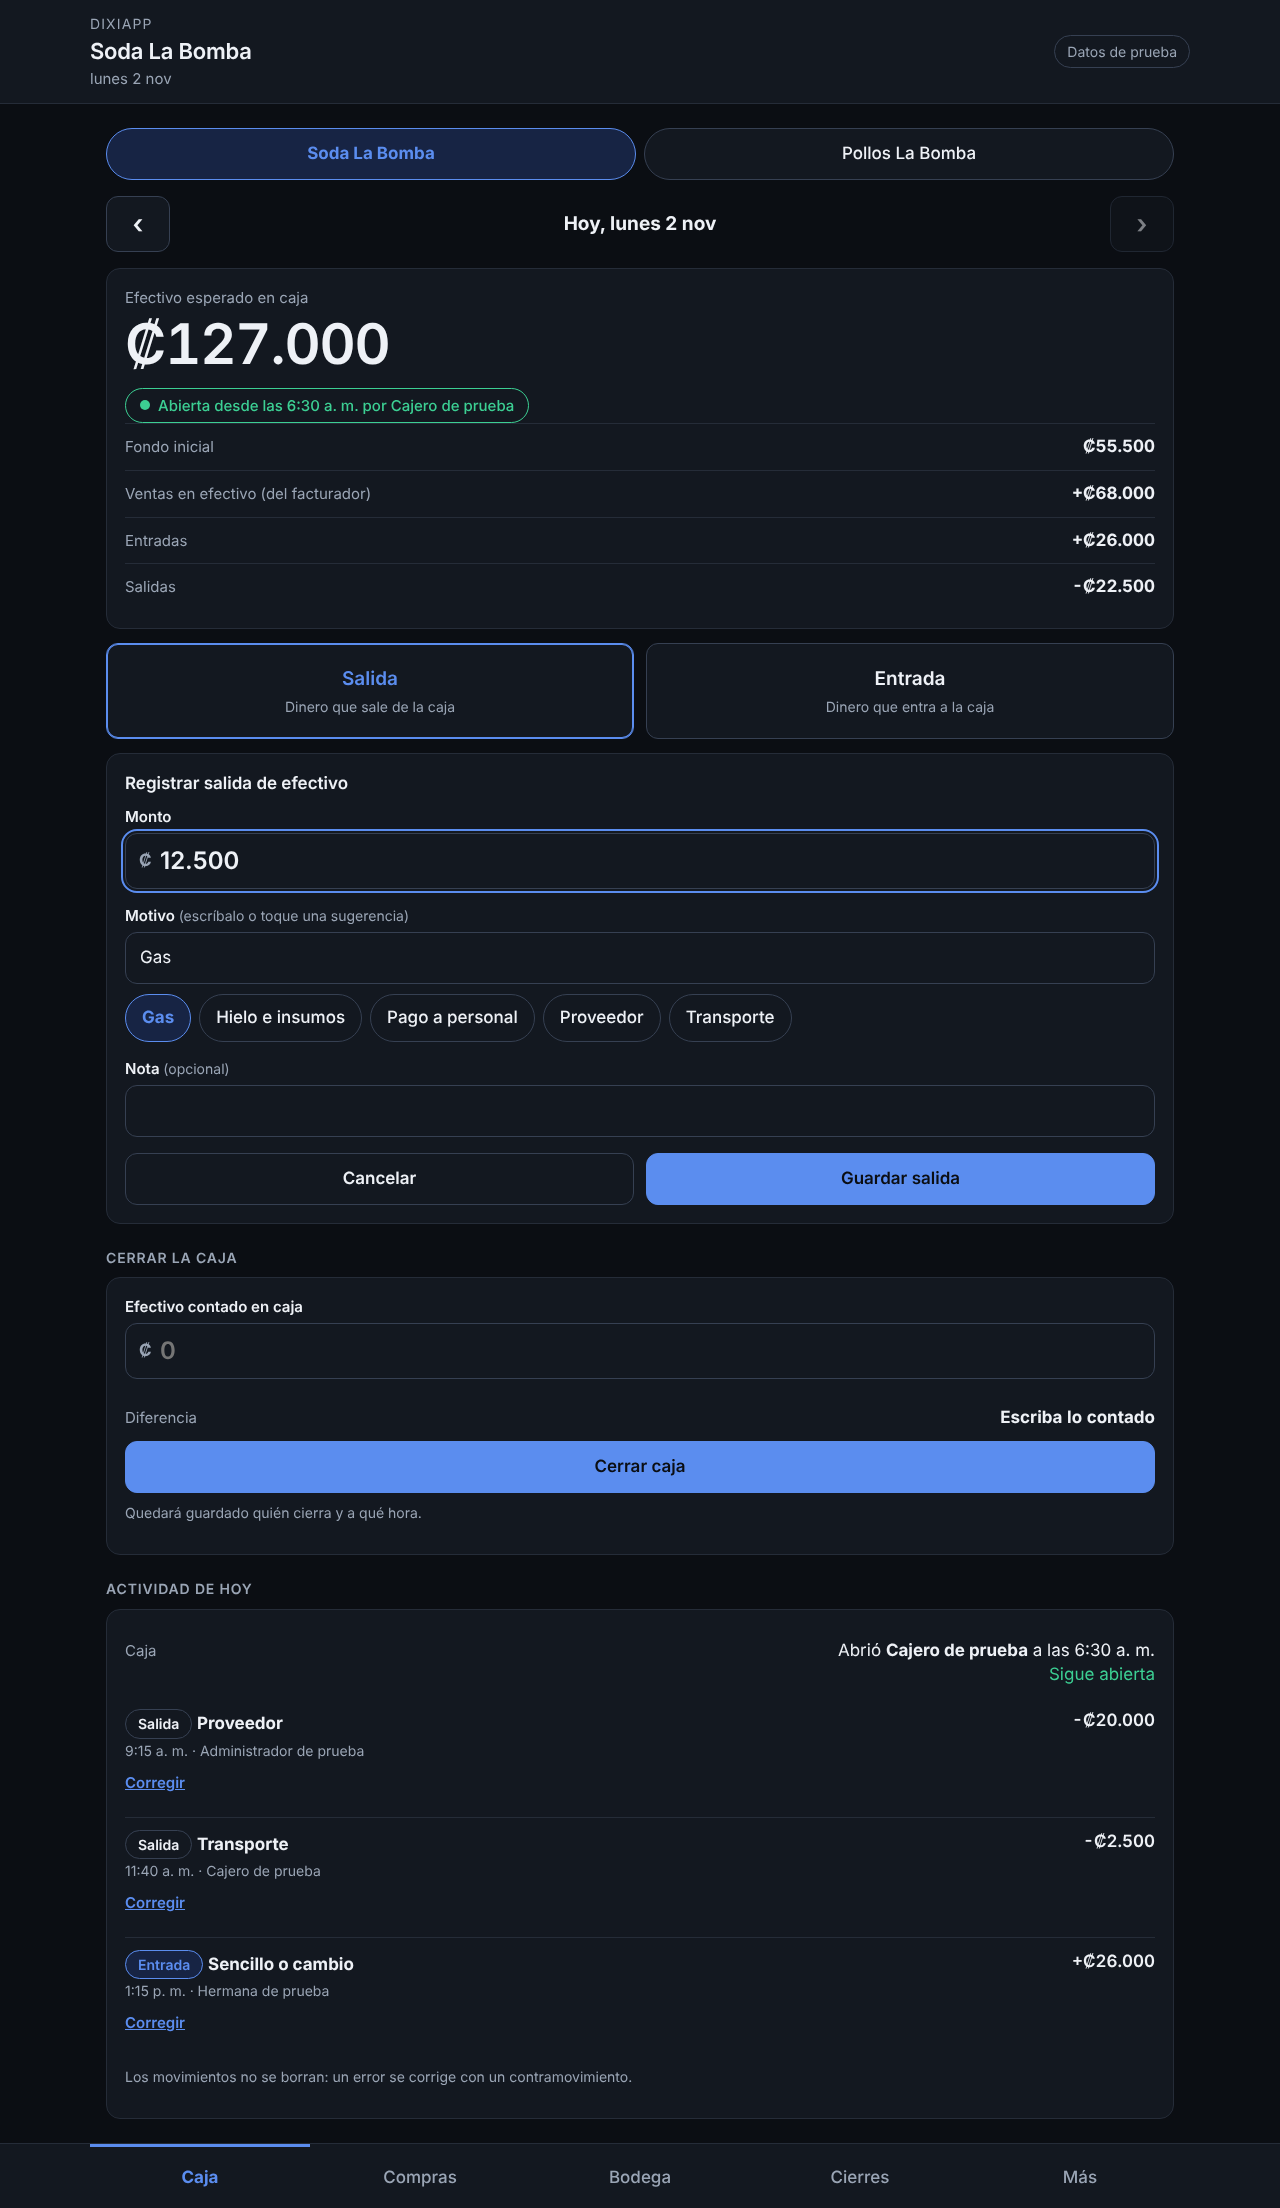 DIXIAPP
Soda La Bomba
lunes 2 nov
Datos de prueba
Soda La Bomba
Pollos La Bomba
‹
Hoy, lunes 2 nov
›
Efectivo esperado en caja
₡127.000
Abierta desde las 6:30 a. m. por Cajero de prueba
Fondo inicial ₡55.500
Ventas en efectivo (del facturador) +₡68.000
Entradas +₡26.000
Salidas -₡22.500
Salida
Dinero que sale de la caja
Entrada
Dinero que entra a la caja
Registrar salida de efectivo
Monto
₡ 12.500
Motivo (escríbalo o toque una sugerencia)
Gas
Gas
Hielo e insumos
Pago a personal
Proveedor
Transporte
Nota (opcional)
Cancelar
Guardar salida
CERRAR LA CAJA
Efectivo contado en caja
₡ 0
Diferencia Escriba lo contado
Cerrar caja
Quedará guardado quién cierra y a qué hora.
ACTIVIDAD DE HOY
Caja Abrió Cajero de prueba a las 6:30 a. m.
Sigue abierta
Salida Proveedor -₡20.000
9:15 a. m. · Administrador de prueba
Corregir
Salida Transporte -₡2.500
11:40 a. m. · Cajero de prueba
Corregir
Entrada Sencillo o cambio +₡26.000
1:15 p. m. · Hermana de prueba
Corregir
Los movimientos no se borran: un error se corrige con un contramovimiento.
Caja
Compras
Bodega
Cierres
Más